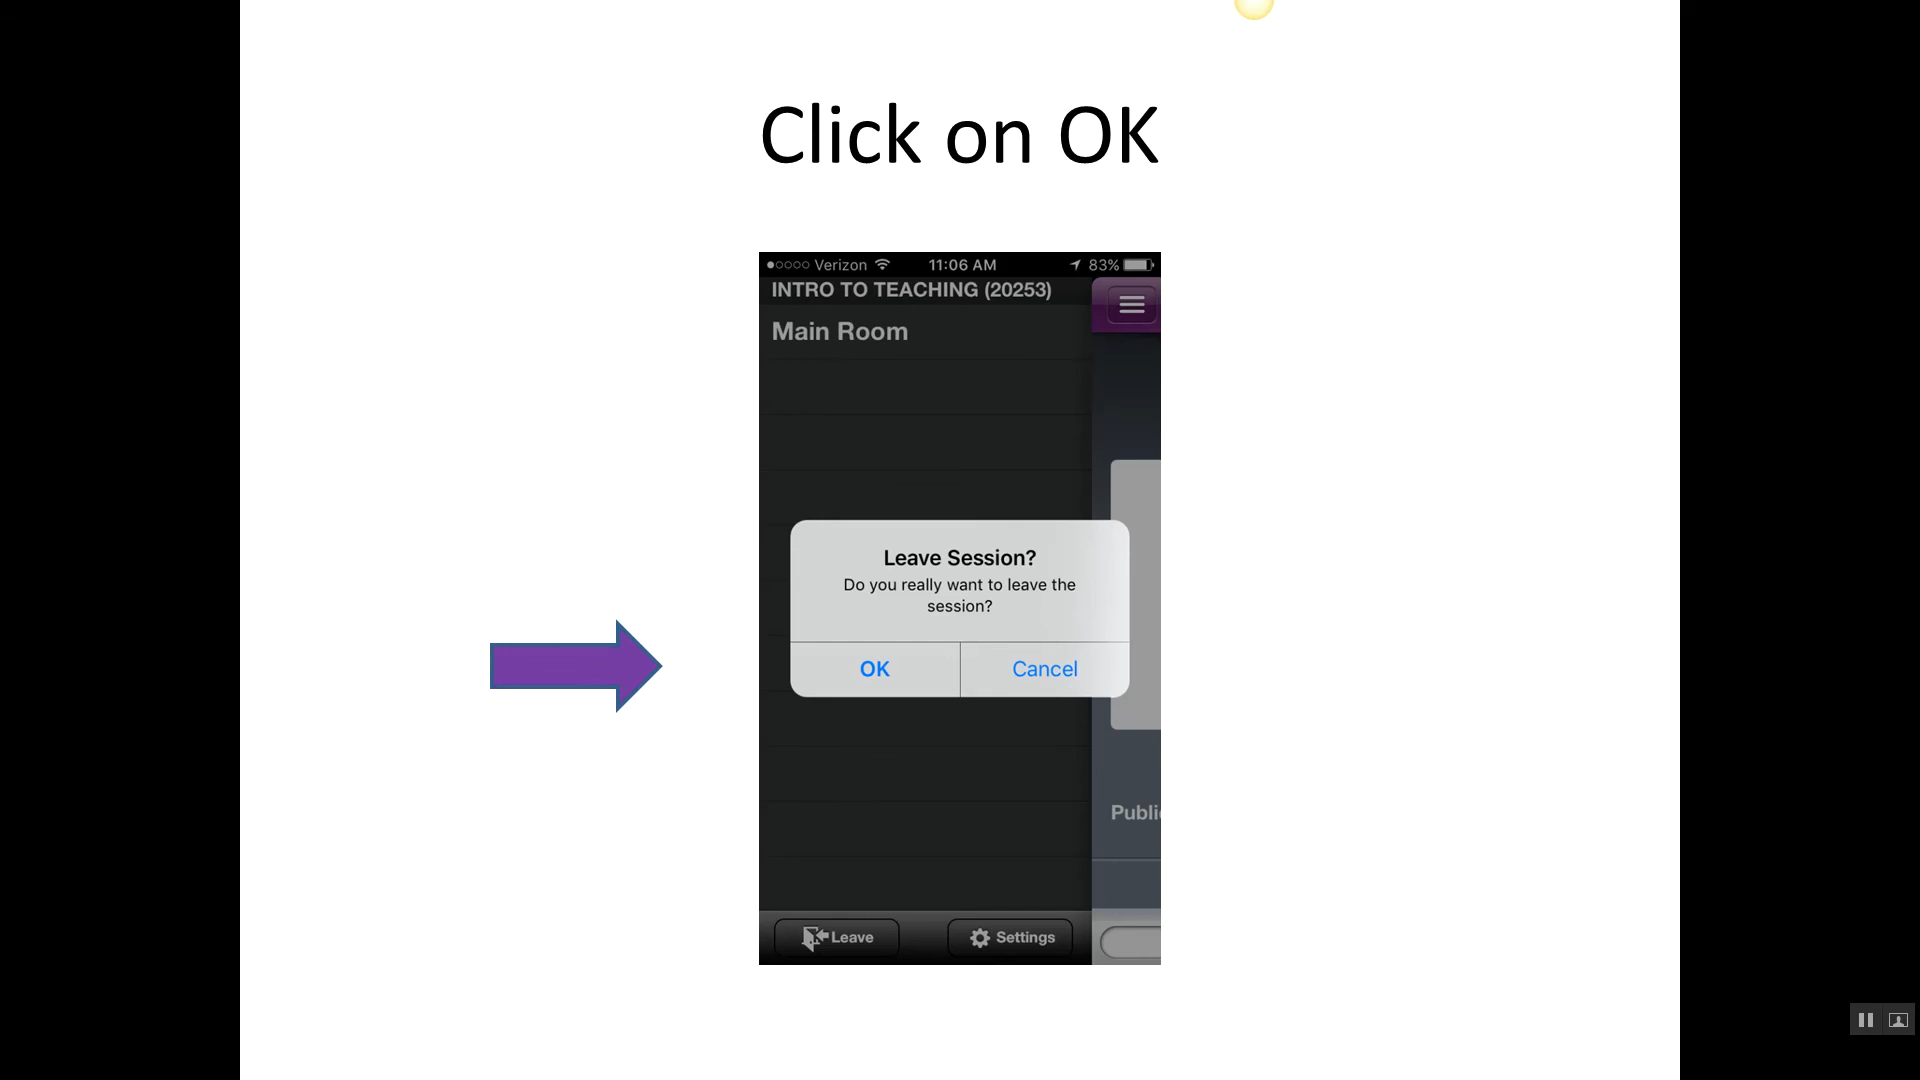 Click on OK
Verizon 11:06 AM 83%
INTRO TO TEACHING (20253)
Main Room
Leave Session?
Do you really want to leave the
session?
OK Cancel
Publi
Leave Settings